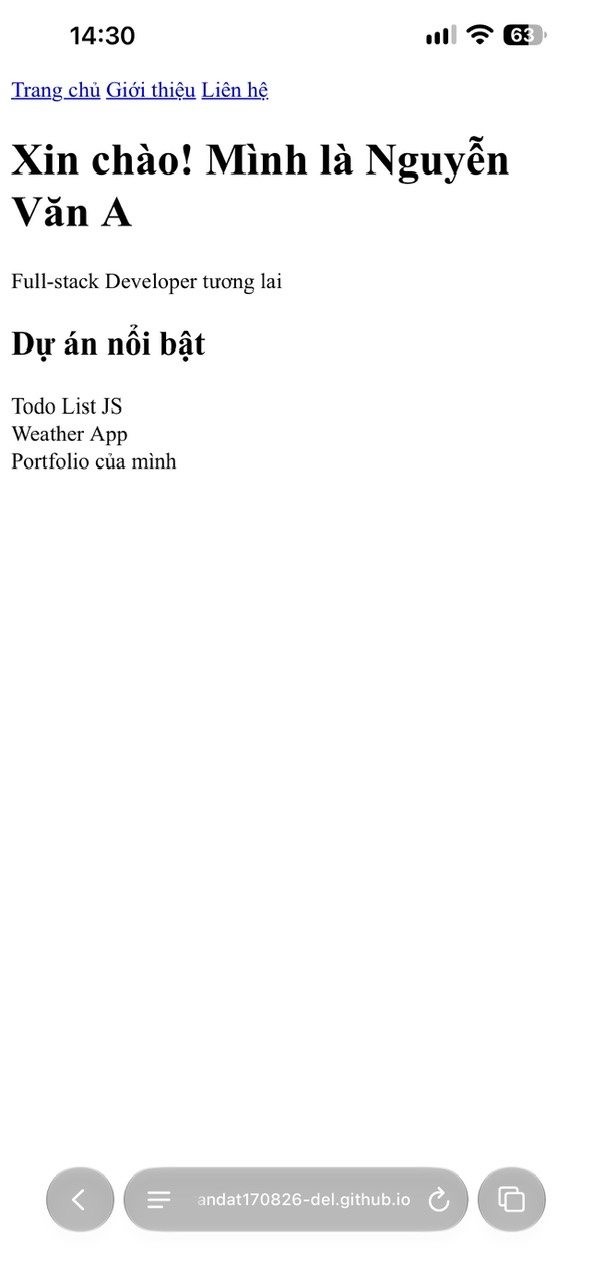 14:30
63
Trang chủ Giới thiệu Liên hệ
Xin chào! Mình là Nguyễn
Văn A
Full-stack Developer tương lai
Dự án nổi bật
Todo List JS
Weather App
Portfolio của mình
andat170826-del.github.io